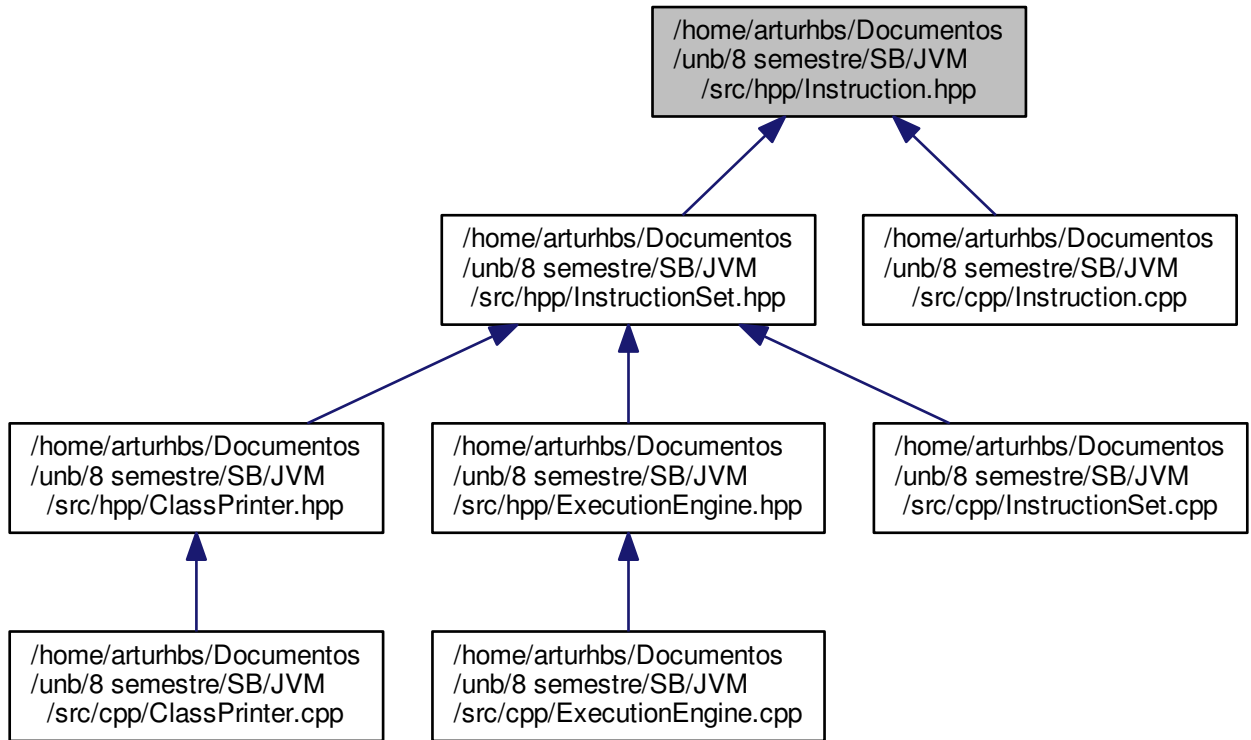 /home/arturhbs/Documentos
/unb/8 semestre/SB/JVM
/src/hpp/Instruction.hpp
/home/arturhbs/Documentos
/unb/8 semestre/SB/JVM
/src/hpp/InstructionSet.hpp
/home/arturhbs/Documentos
/unb/8 semestre/SB/JVM
/src/cpp/Instruction.cpp
/home/arturhbs/Documentos
/unb/8 semestre/SB/JVM
/src/hpp/ClassPrinter.hpp
/home/arturhbs/Documentos
/unb/8 semestre/SB/JVM
/src/hpp/ExecutionEngine.hpp
/home/arturhbs/Documentos
/unb/8 semestre/SB/JVM
/src/cpp/InstructionSet.cpp
/home/arturhbs/Documentos
/unb/8 semestre/SB/JVM
/src/cpp/ClassPrinter.cpp
/home/arturhbs/Documentos
/unb/8 semestre/SB/JVM
/src/cpp/ExecutionEngine.cpp